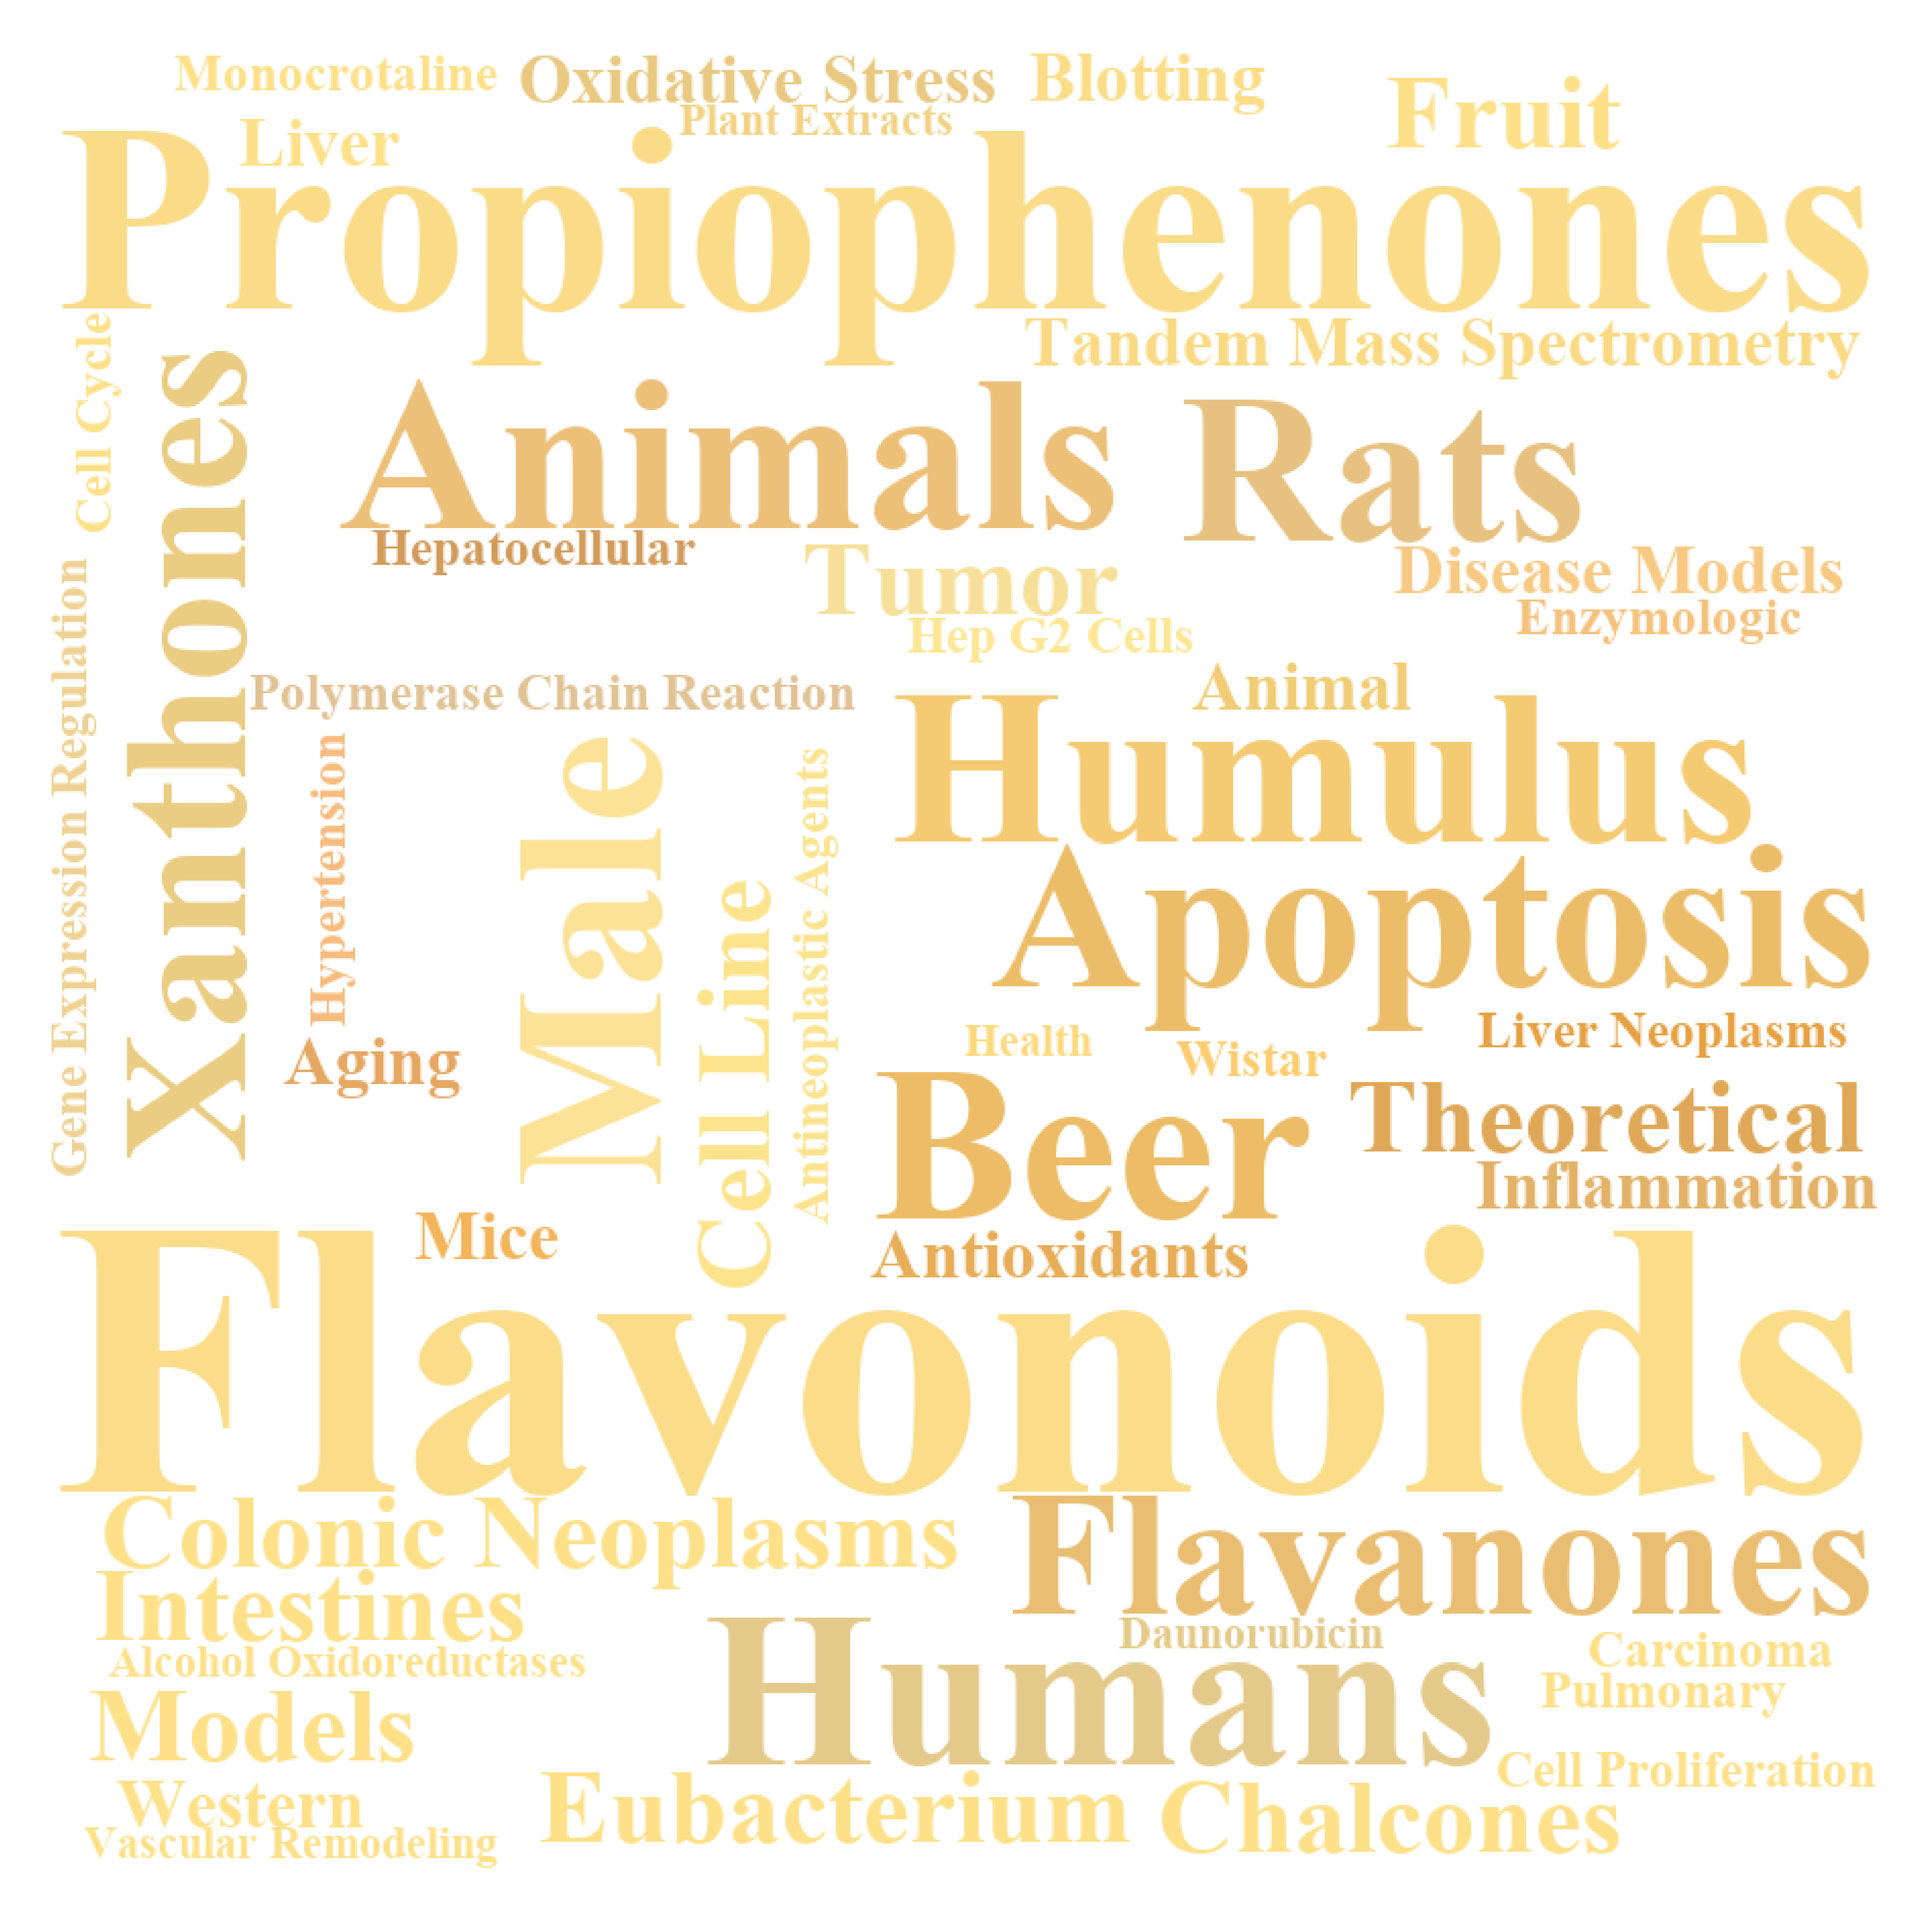 Monocrotaline
Oxidative Stress
Blotting
Fruit
Plant Extracts
Liver
Propiophenones
Tandem Mass Spectrometry
Cell Cycle
Xanthones
Animals
Rats
Hepatocellular
Tumor
Disease Models
Enzymologic
Hep G2 Cells
Gene Expression Regulation
Polymerase Chain Reaction
Animal
Humulus
Hypertension
Male
Cell Line
Antineoplastic Agents
Apoptosis
Health
Wistar
Liver Neoplasms
Aging
Beer
Theoretical
Inflammation
Mice
Antioxidants
Flavonoids
Colonic Neoplasms
Flavanones
Intestines
Daunorubicin
Alcohol Oxidoreductases
Humans
Carcinoma
Pulmonary
Models
Cell Proliferation
Western
Eubacterium
Chalcones
Vascular Remodeling